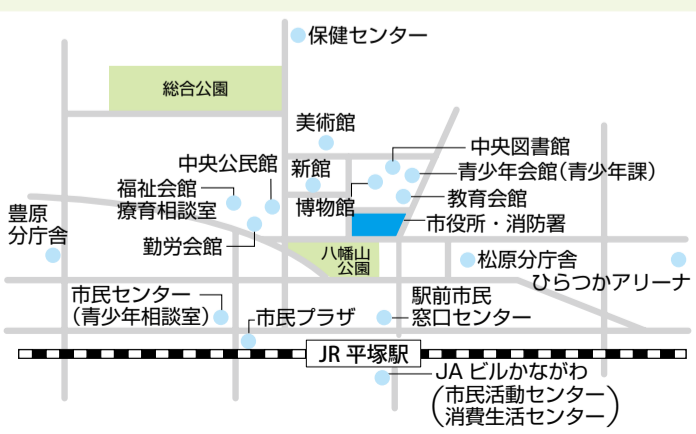 保健センター
総合公園
美術館
中央図書館
中央公民館
新館
青少年会館(青少年課)
福祉会館
療育相談室
博物館
教育会館
豊原
分庁舎
市役所・消防署
勤労会館
八幡山
公園
松原分庁舎
ひらつかアリーナ
市民センター
(青少年相談室)
市民プラザ
駅前市民
窓口センター
JR 平塚駅
JA ビルかながわ
(市民活動センター
消費生活センター)